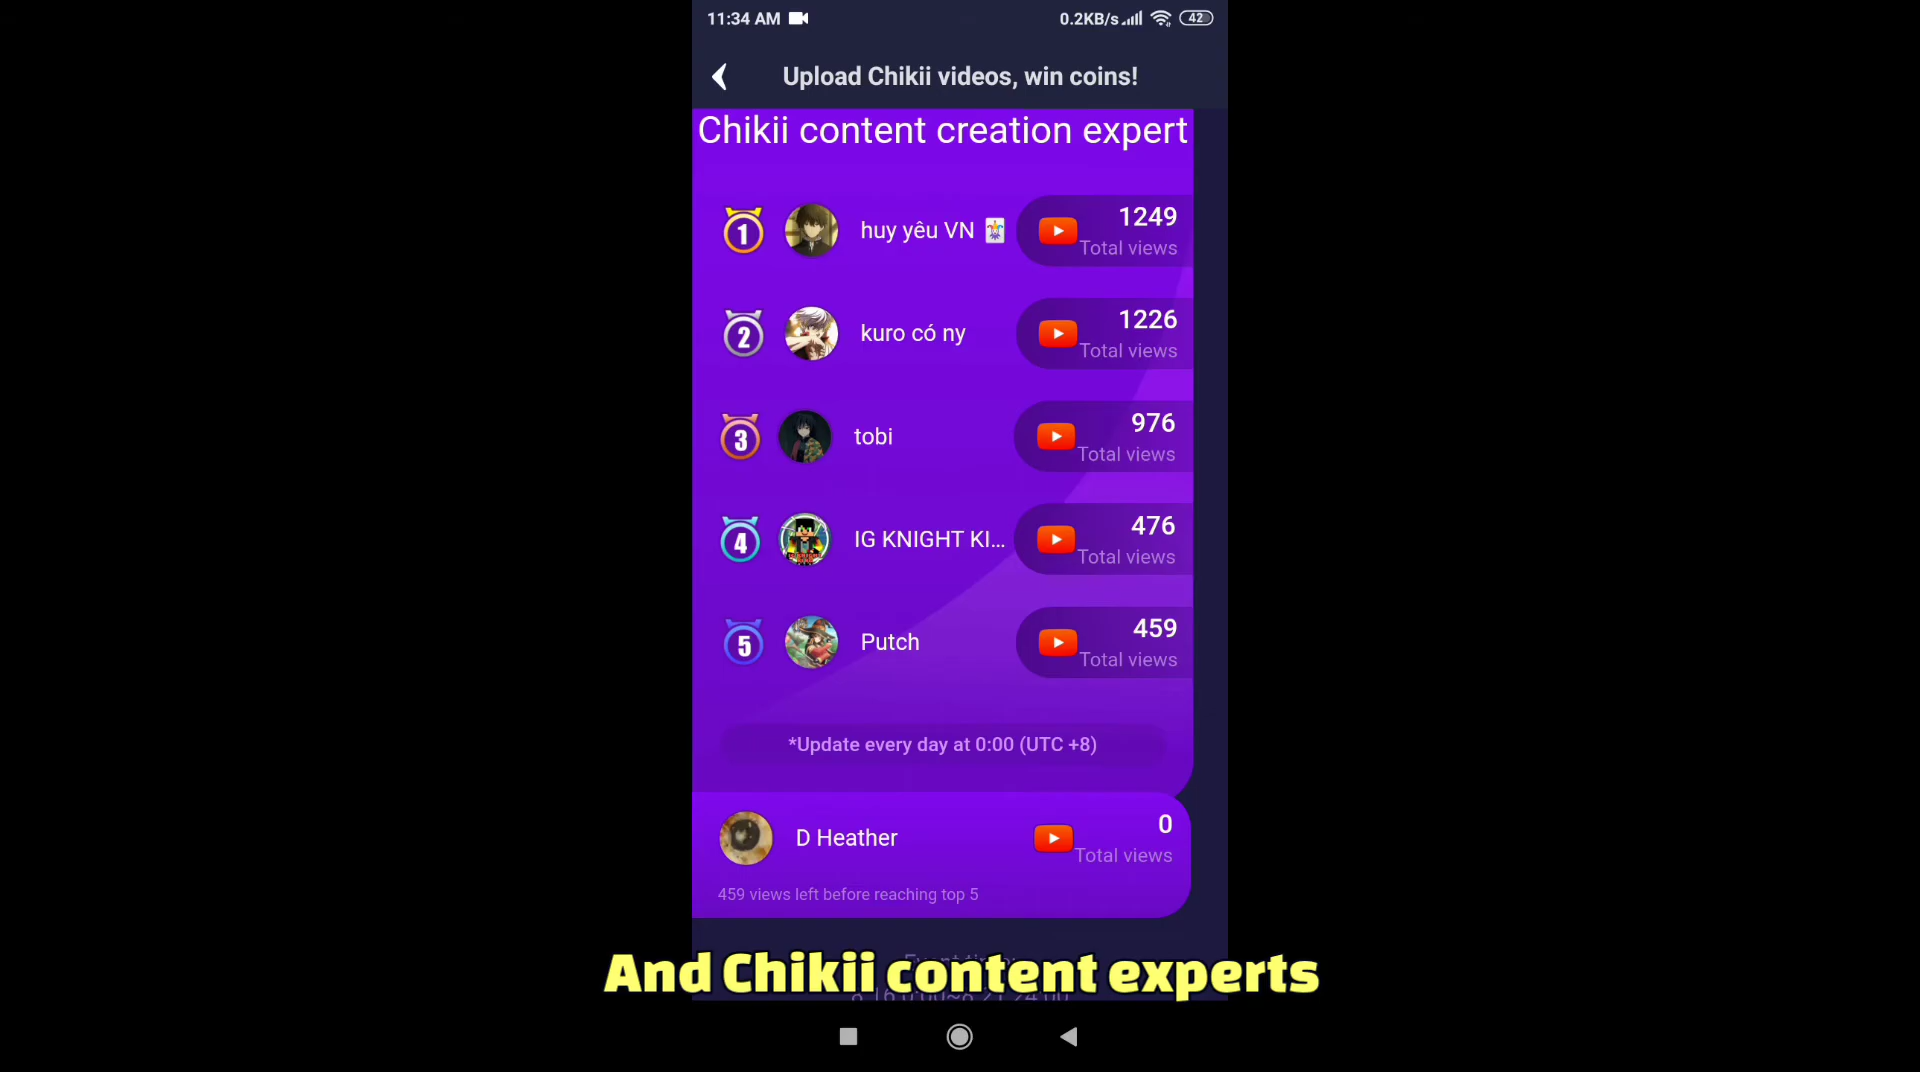 11:34 AM
0.2KB/s
42
Upload Chikii videos, win coins!
Chikii content creation expert
1
huy yêu VN 🃏
1249
Total views
2
kuro có ny
1226
Total views
3
tobi
976
Total views
4
IG KNIGHT KI...
476
Total views
5
Putch
459
Total views
*Update every day at 0:00 (UTC +8)
D Heather
0
Total views
459 views left before reaching top 5
And Chikii content experts